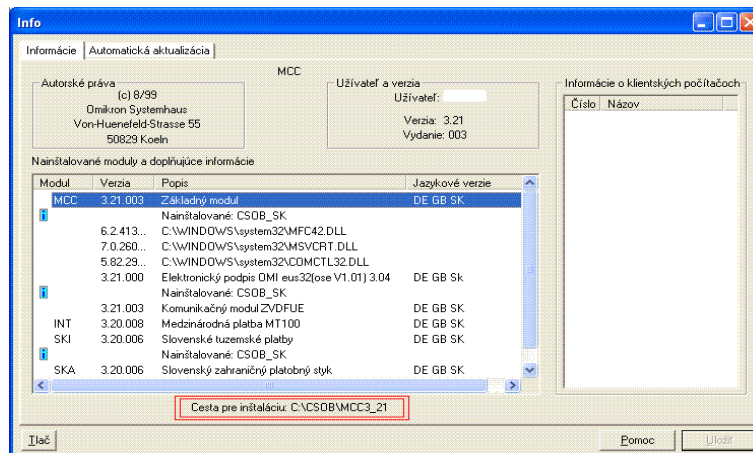 Info
Informácie Automatická aktualizácia
MCC
Autorské práva
(c) 8/99
Omikron Systemhaus
Von-Huenefeld-Strasse 55
50829 Koeln
Užívateľ a verzia
Užívateľ:
Verzia: 3.21
Vydanie: 003
Informácie o klientských počítačoch
Číslo Názov
Nainštalované moduly a doplňujúce informácie
Modul Verzia Popis Jazykové verzie
MCC 3.21.003 Základný modul DE GB SK
Nainštalované: CSOB_SK
6.2.413... C:\WINDOWS\system32\MFC42.DLL
7.0.260... C:\WINDOWS\system32\MSVCRT.DLL
5.82.29... C:\WINDOWS\system32\COMCTL32.DLL
3.21.000 Elektronický podpis OMI eus32(ose V1.01) 3.04 DE GB Sk
Nainštalované: CSOB_SK
3.21.003 Komunikačný modul ZVDFUE DE GB SK
INT 3.20.008 Medzinárodná platba MT100 DE GB SK
SKI 3.20.006 Slovenské tuzemské platby DE GB SK
Nainštalované: CSOB_SK
SKA 3.20.006 Slovenský zahraničný platobný styk DE GB SK
Cesta pre inštaláciu: C:\CSOB\MCC3_21
Tlač Pomoc Uložiť